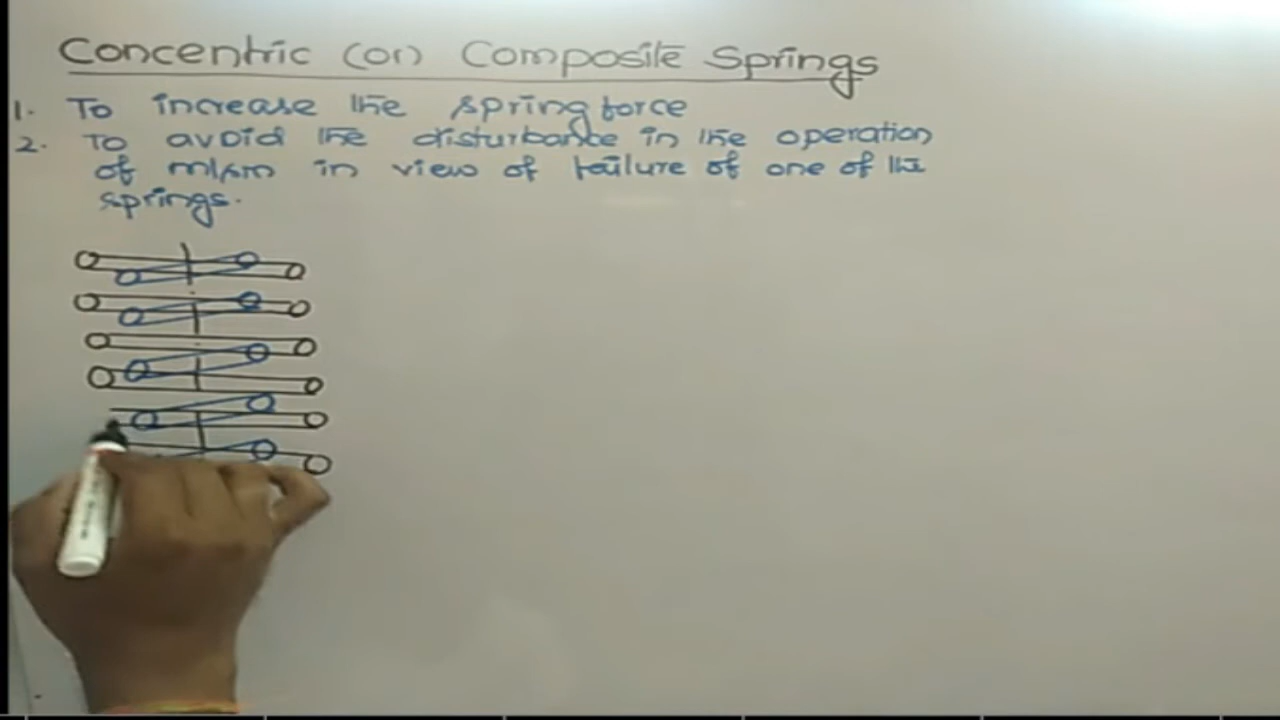 Concentric (or) Composite Springs
1. To increase the spring force
2. To avoid the disturbance in the operation
of m/sm in view of failure of one of the
springs.